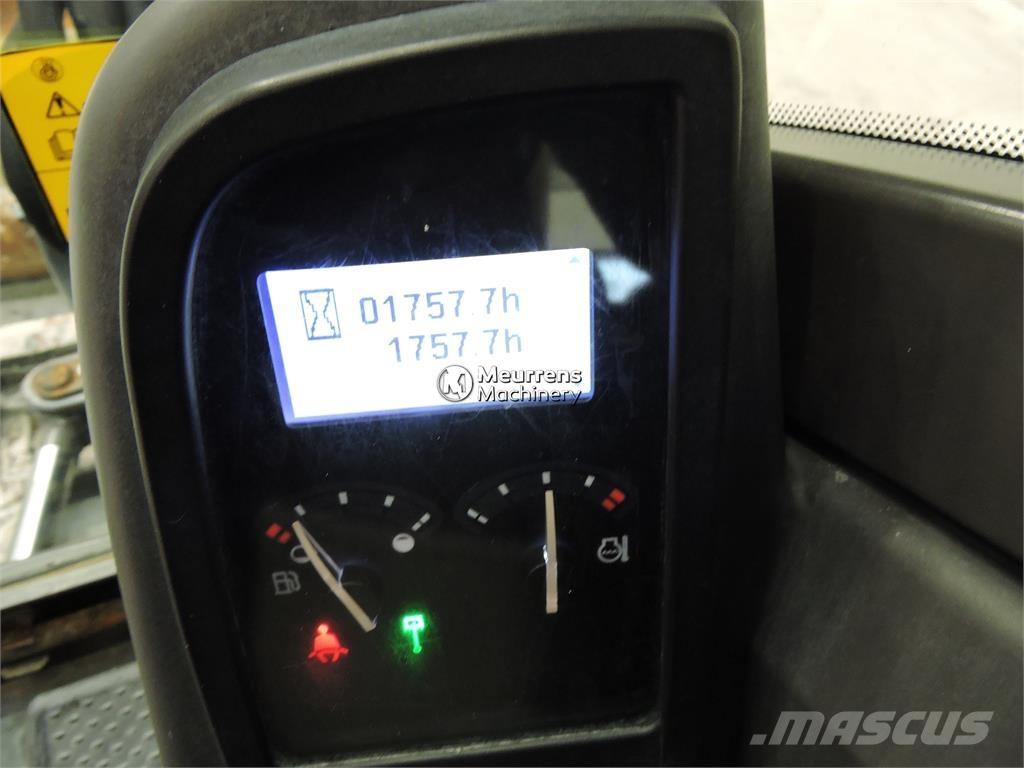 01757.7h
1757.7h
M Meurrens
Machinery
MASCUS